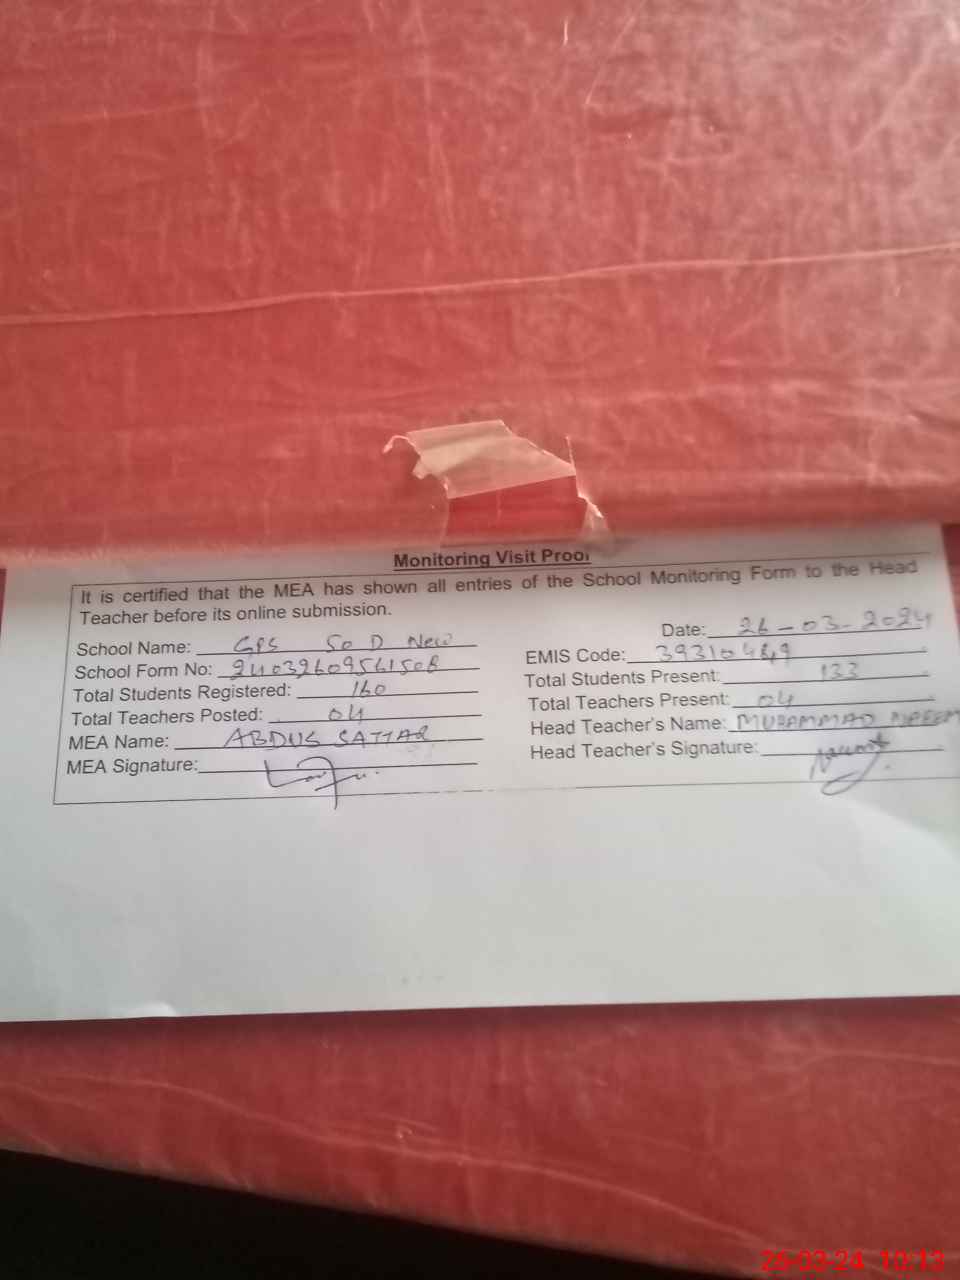 Monitoring Visit Proof
It is certified that the MEA has shown all entries of the School Monitoring Form to the Head
Teacher before its online submission.
Date: 26-03-2024
School Name: GPS 50 D New
EMIS Code: 39310449
School Form No:
Total Students Present: 133
Total Students Registered: 160
Total Teachers Present: 04
Total Teachers Posted: 04
Head Teacher's Name: MUHAMMAD NAEEM
MEA Name: ABDUS SATTAR
Head Teacher's Signature:
MEA Signature:
26-03-24 10:13